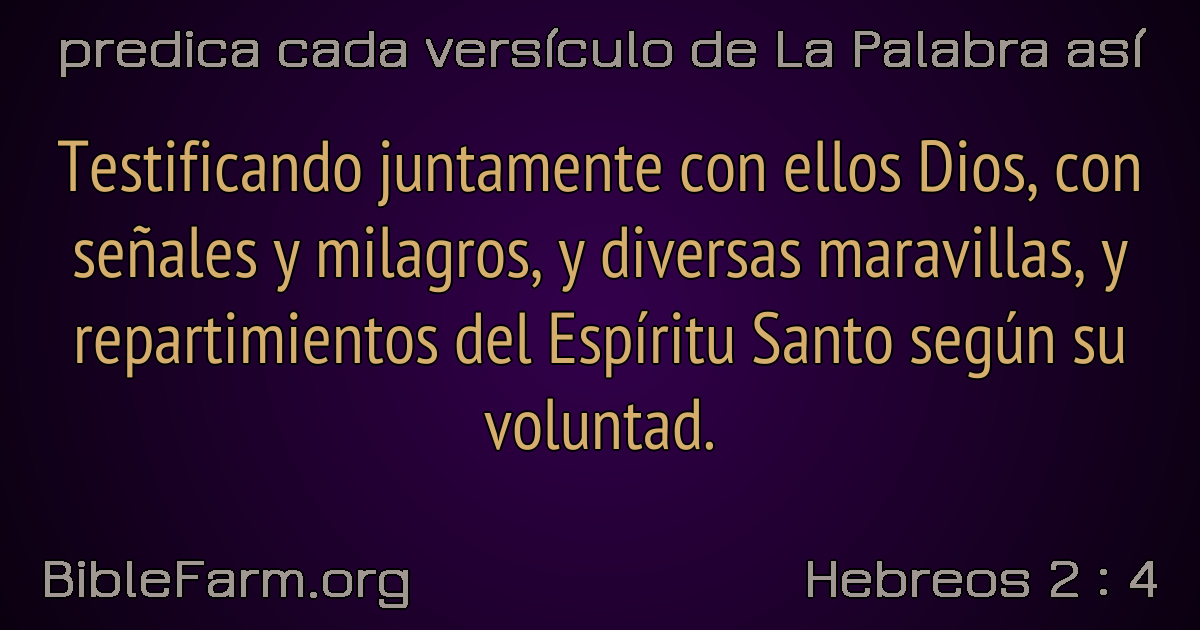 predica cada versículo de La Palabra así
Testificando juntamente con ellos Dios, con
señales y milagros, y diversas maravillas, y
repartimientos del Espíritu Santo según su
voluntad.
BibleFarm.org
Hebreos 2 : 4